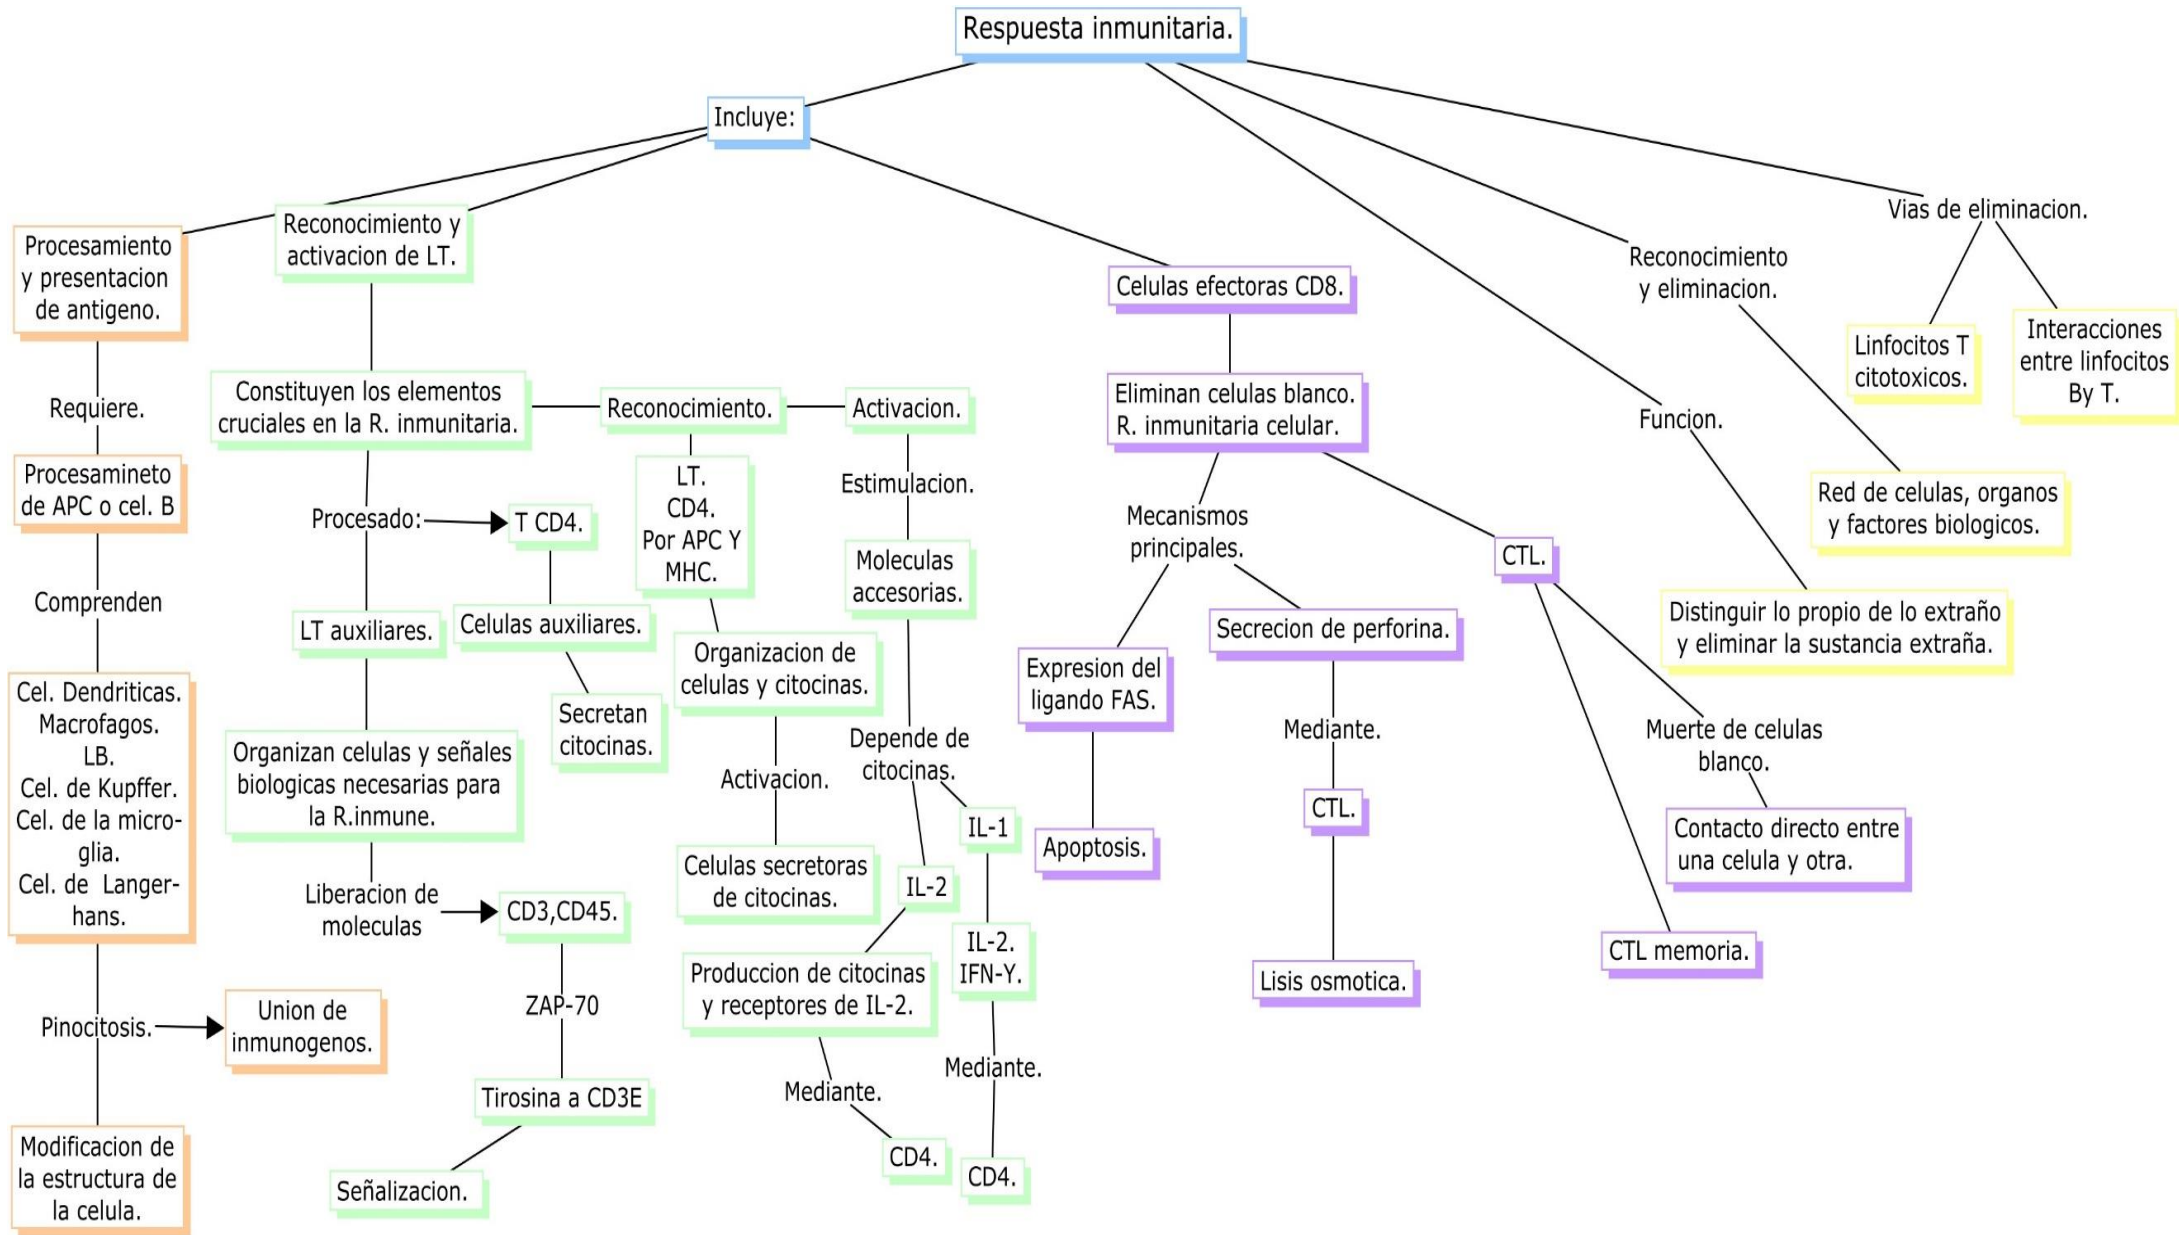 Respuesta inmunitaria.
Incluye:
Procesamiento
y presentacion
de antigeno.
Requiere.
Procesamineto
de APC o cel. B
Comprenden
Cel. Dendriticas.
Macrofagos.
LB.
Cel. de Kupffer.
Cel. de la micro-
glia.
Cel. de Langer-
hans.
Pinocitosis.
Union de
inmunogenos.
Modificacion de
la estructura de
la celula.
Reconocimiento y
activacion de LT.
Constituyen los elementos
cruciales en la R. inmunitaria.
Procesado:
T CD4.
Celulas auxiliares.
Secretan
citocinas.
LT auxiliares.
Organizan celulas y señales
biologicas necesarias para
la R.inmune.
Liberacion de
moleculas
CD3,CD45.
ZAP-70
Tirosina a CD3E
Señalizacion.
Reconocimiento.
LT.
CD4.
Por APC Y
MHC.
Organizacion de
celulas y citocinas.
Activacion.
Celulas secretoras
de citocinas.
Activacion.
Estimulacion.
Moleculas
accesorias.
Depende de
citocinas.
IL-2
Produccion de citocinas
y receptores de IL-2.
Mediante.
CD4.
IL-1
IL-2.
IFN-Y.
Mediante.
CD4.
Celulas efectoras CD8.
Eliminan celulas blanco.
R. inmunitaria celular.
Mecanismos
principales.
Expresion del
ligando FAS.
Apoptosis.
Secrecion de perforina.
Mediante.
CTL.
Lisis osmotica.
CTL.
CTL memoria.
Muerte de celulas
blanco.
Contacto directo entre
una celula y otra.
Funcion.
Distinguir lo propio de lo extraño
y eliminar la sustancia extraña.
Reconocimiento
y eliminacion.
Red de celulas, organos
y factores biologicos.
Vias de eliminacion.
Linfocitos T
citotoxicos.
Interacciones
entre linfocitos
By T.